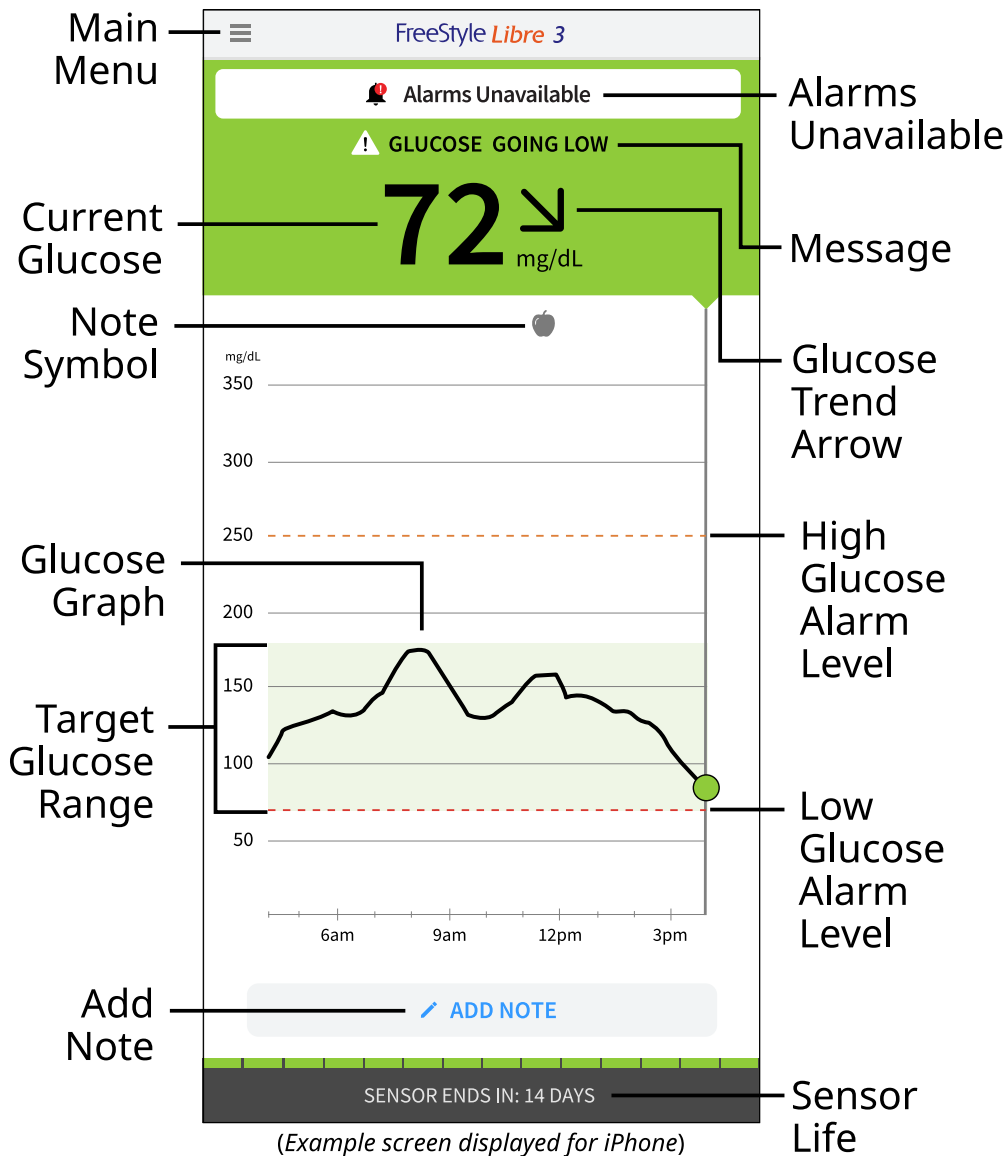 Main
Menu
FreeStyle Libre 3
Alarms Unavailable
Alarms
Unavailable
GLUCOSE GOING LOW
Current
Glucose
72
mg/dL
Message
Note
Symbol
Glucose
Trend
Arrow
mg/dL
350
300
250
200
150
100
50
High
Glucose
Alarm
Level
Glucose
Graph
Target
Glucose
Range
Low
Glucose
Alarm
Level
6am 9am 12pm 3pm
Add
Note
ADD NOTE
SENSOR ENDS IN: 14 DAYS
Sensor
Life
(Example screen displayed for iPhone)